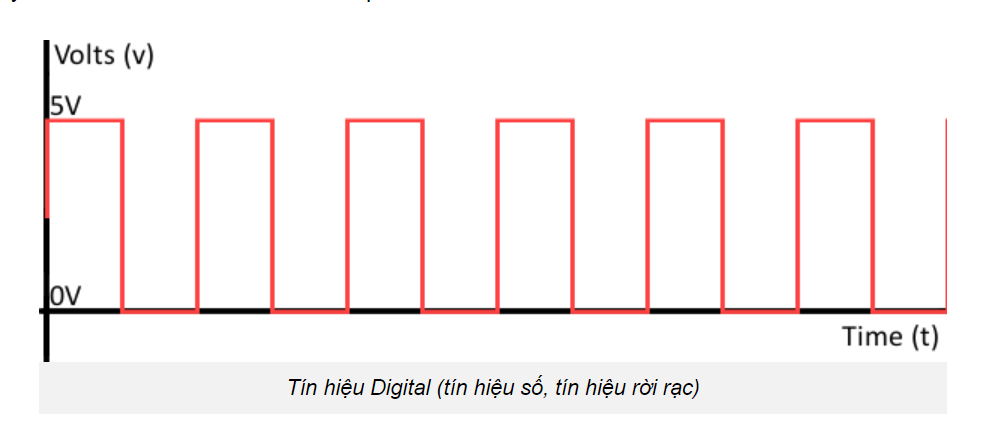 Volts (v)
5V
0V
Time (t)
Tín hiệu Digital (tín hiệu số, tín hiệu rời rạc)